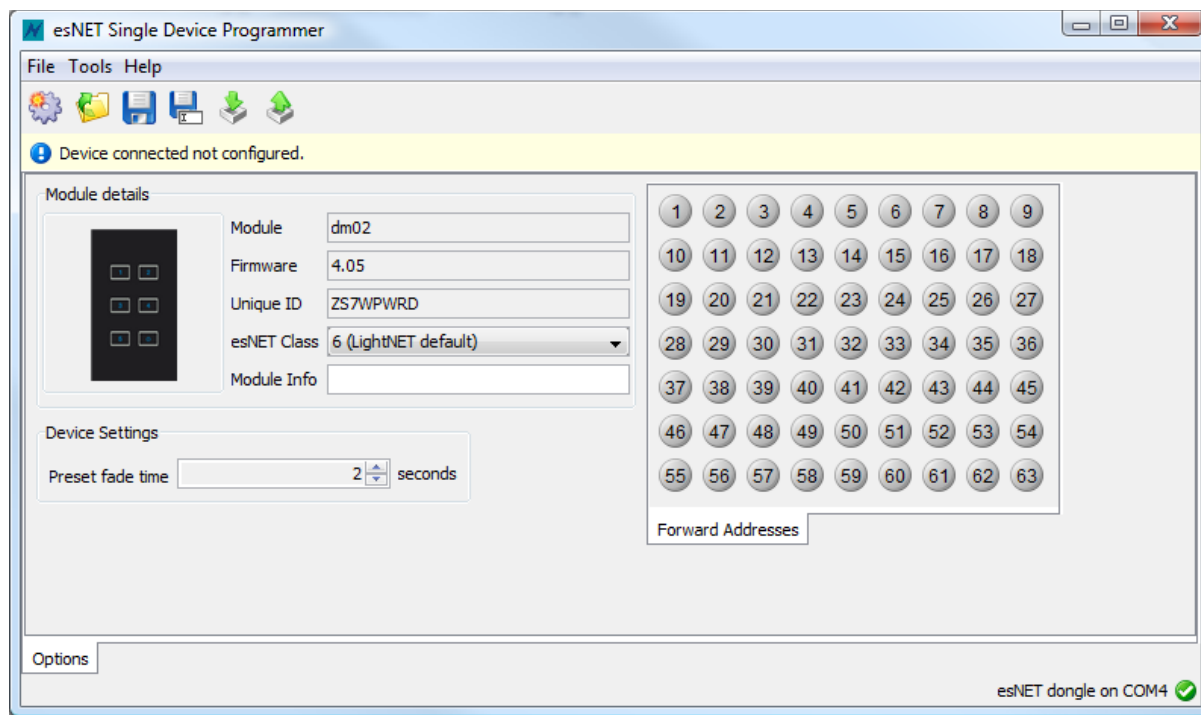 esNET Single Device Programmer
File Tools Help
Device connected not configured.
Module details
Module dm02
Firmware 4.05
Unique ID ZS7WPWRD
esNET Class 6 (LightNET default)
Module Info
Device Settings
Preset fade time 2 seconds
1 2 3 4 5 6 7 8 9
10 11 12 13 14 15 16 17 18
19 20 21 22 23 24 25 26 27
28 29 30 31 32 33 34 35 36
37 38 39 40 41 42 43 44 45
46 47 48 49 50 51 52 53 54
55 56 57 58 59 60 61 62 63
Forward Addresses
Options
esNET dongle on COM4